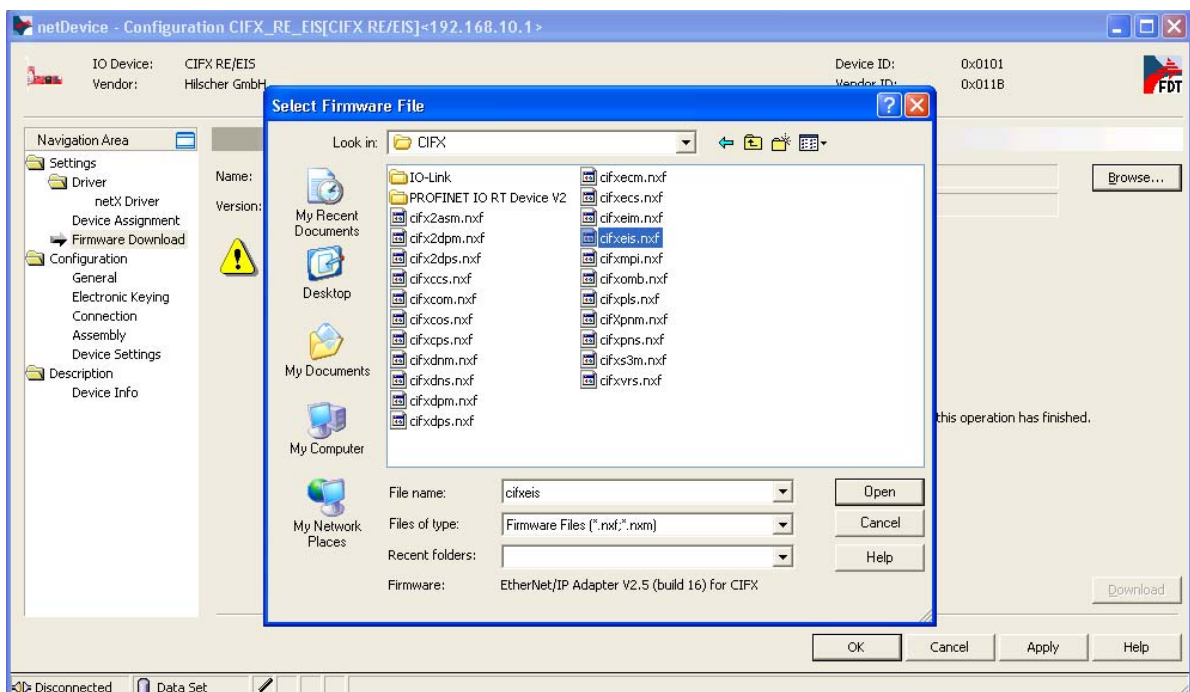 netDevice - Configuration CIFX_RE_EIS[CIFX RE/EIS]<192.168.10.1>
IO Device: CIFX RE/EIS Device ID: 0x0101
Vendor: Hilscher GmbH Vendor ID: 0x011B
FDT
Navigation Area
Settings
Driver
netX Driver
Device Assignment
Firmware Download
Configuration
General
Electronic Keying
Connection
Assembly
Device Settings
Description
Device Info
Name:
Version:
Browse...
this operation has finished.
Download
Select Firmware File
Look in: CIFX
My Recent
Documents
Desktop
My Documents
My Computer
My Network
Places
IO-Link
PROFINET IO RT Device V2
cifx2asm.nxf
cifx2dpm.nxf
cifx2dps.nxf
cifxccs.nxf
cifxcom.nxf
cifxcos.nxf
cifxcps.nxf
cifxdnm.nxf
cifxdns.nxf
cifxdpm.nxf
cifxdps.nxf
cifxecm.nxf
cifxecs.nxf
cifxeim.nxf
cifxeis.nxf
cifxmpi.nxf
cifxomb.nxf
cifxpls.nxf
cifXpnm.nxf
cifxpns.nxf
cifxs3m.nxf
cifxvrs.nxf
File name: cifxeis Open
Files of type: Firmware Files (*.nxf;*.nxm) Cancel
Recent folders: Help
Firmware: EtherNet/IP Adapter V2.5 (build 16) for CIFX
OK Cancel Apply Help
Disconnected Data Set